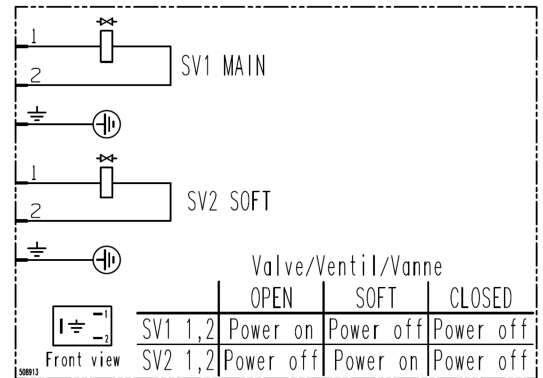 1
SV1 MAIN
2
1
SV2 SOFT
2
Valve/Ventil/Vanne
OPEN SOFT CLOSED
SV1 1,2 Power on Power off Power off
SV2 1,2 Power off Power on Power off
1
2
Front view
508913